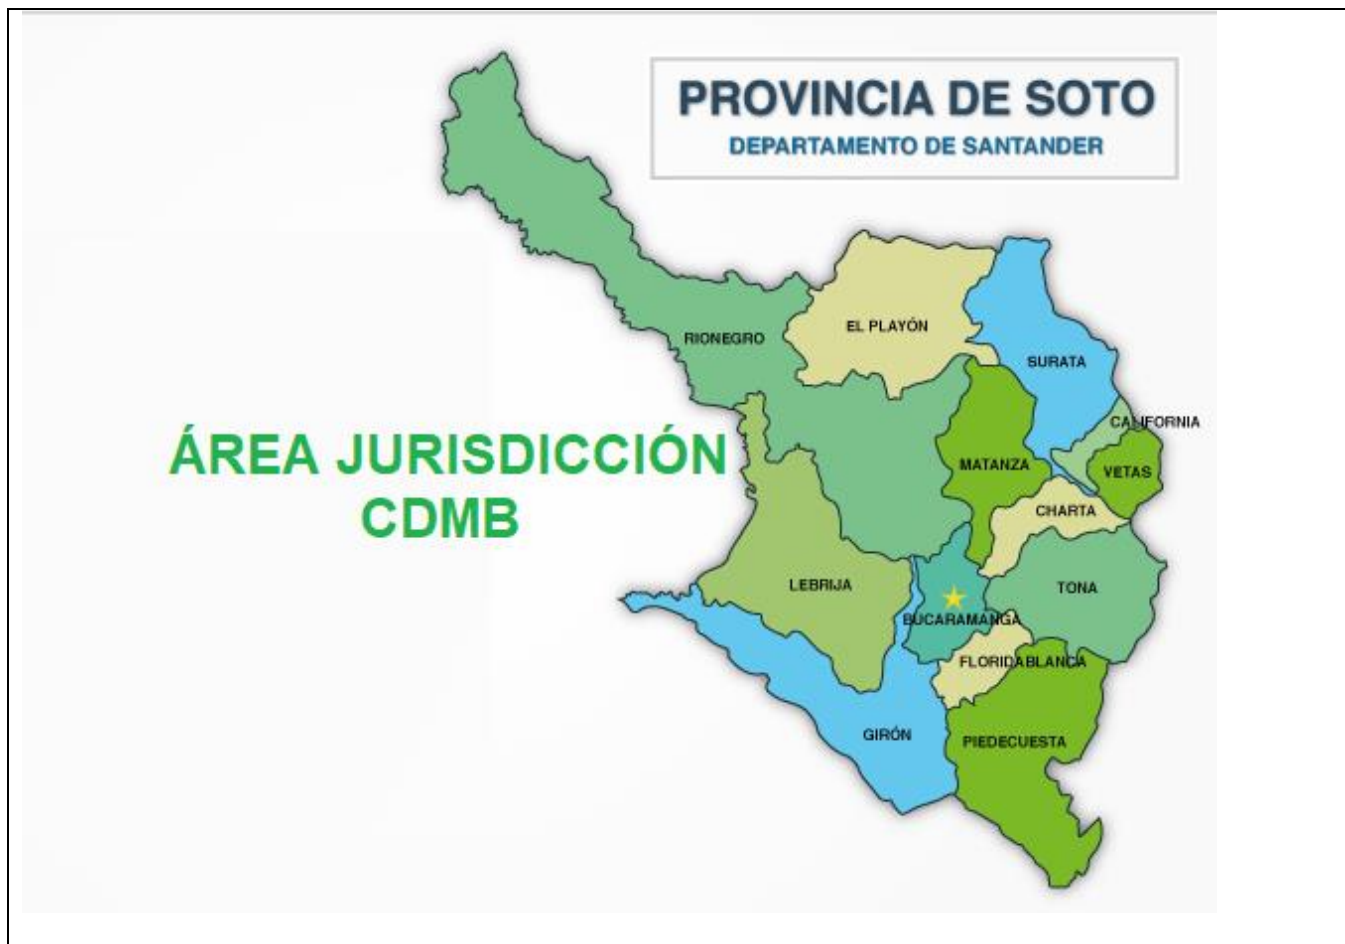 PROVINCIA DE SOTO
DEPARTAMENTO DE SANTANDER
EL PLAYÓN
RIONEGRO
SURATA
CALIFORNIA
ÁREA JURISDICCIÓN
CDMB
MATANZA
VETAS
CHARTA
LEBRIJA
TONA
BUCARAMANGA
FLORIDABLANCA
GIRÓN
PIEDECUESTA